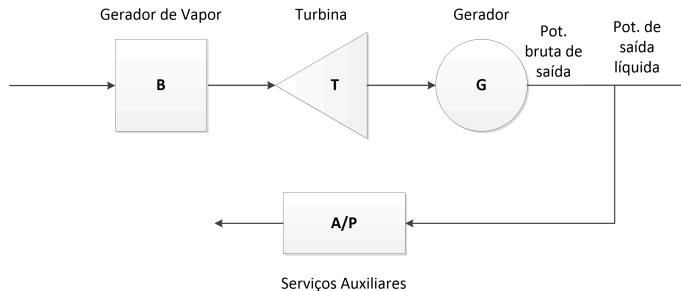 Gerador de Vapor
Turbina
Gerador
Pot.
bruta de
saída
Pot. de
saída
líquida
B
T
G
A/P
Serviços Auxiliares